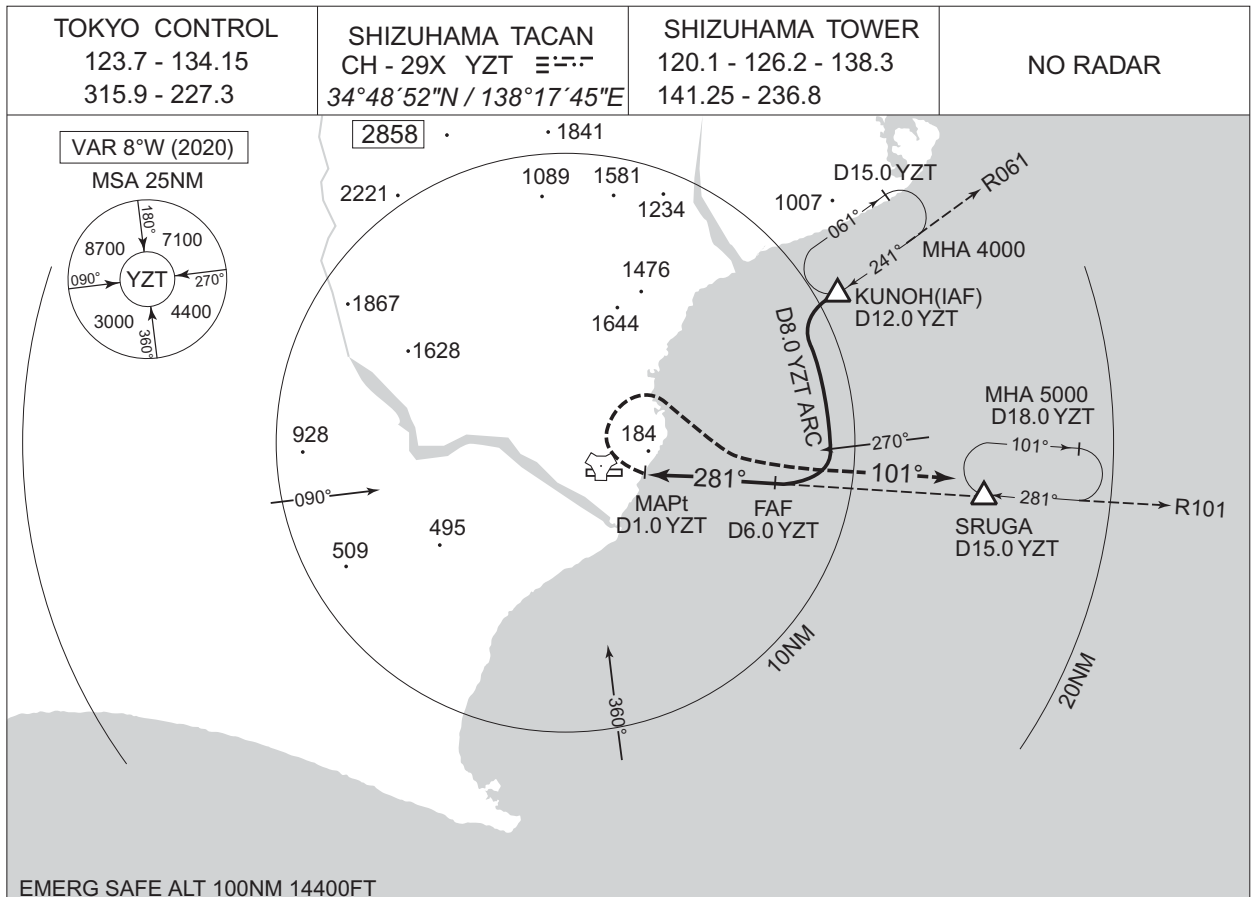 TOKYO CONTROL
123.7 - 134.15
315.9 - 227.3
SHIZUHAMA TACAN
CH - 29X YZT
34°48´52"N / 138°17´45"E
SHIZUHAMA TOWER
120.1 - 126.2 - 138.3
141.25 - 236.8
NO RADAR
VAR 8°W (2020)
MSA 25NM
180°
8700
7100
090°
YZT
270°
3000
4400
360°
2858
1841
2221
1089
1581
1234
1007
D15.0 YZT
R061
061°
241°
MHA 4000
1476
1867
1644
KUNOH(IAF)
D12.0 YZT
1628
D8.0 YZT ARC
MHA 5000
D18.0 YZT
928
184
270°
101°
281°
101°
281°
090°
MAPt
D1.0 YZT
FAF
D6.0 YZT
R101
SRUGA
D15.0 YZT
495
509
10NM
20NM
360°
EMERG SAFE ALT 100NM 14400FT